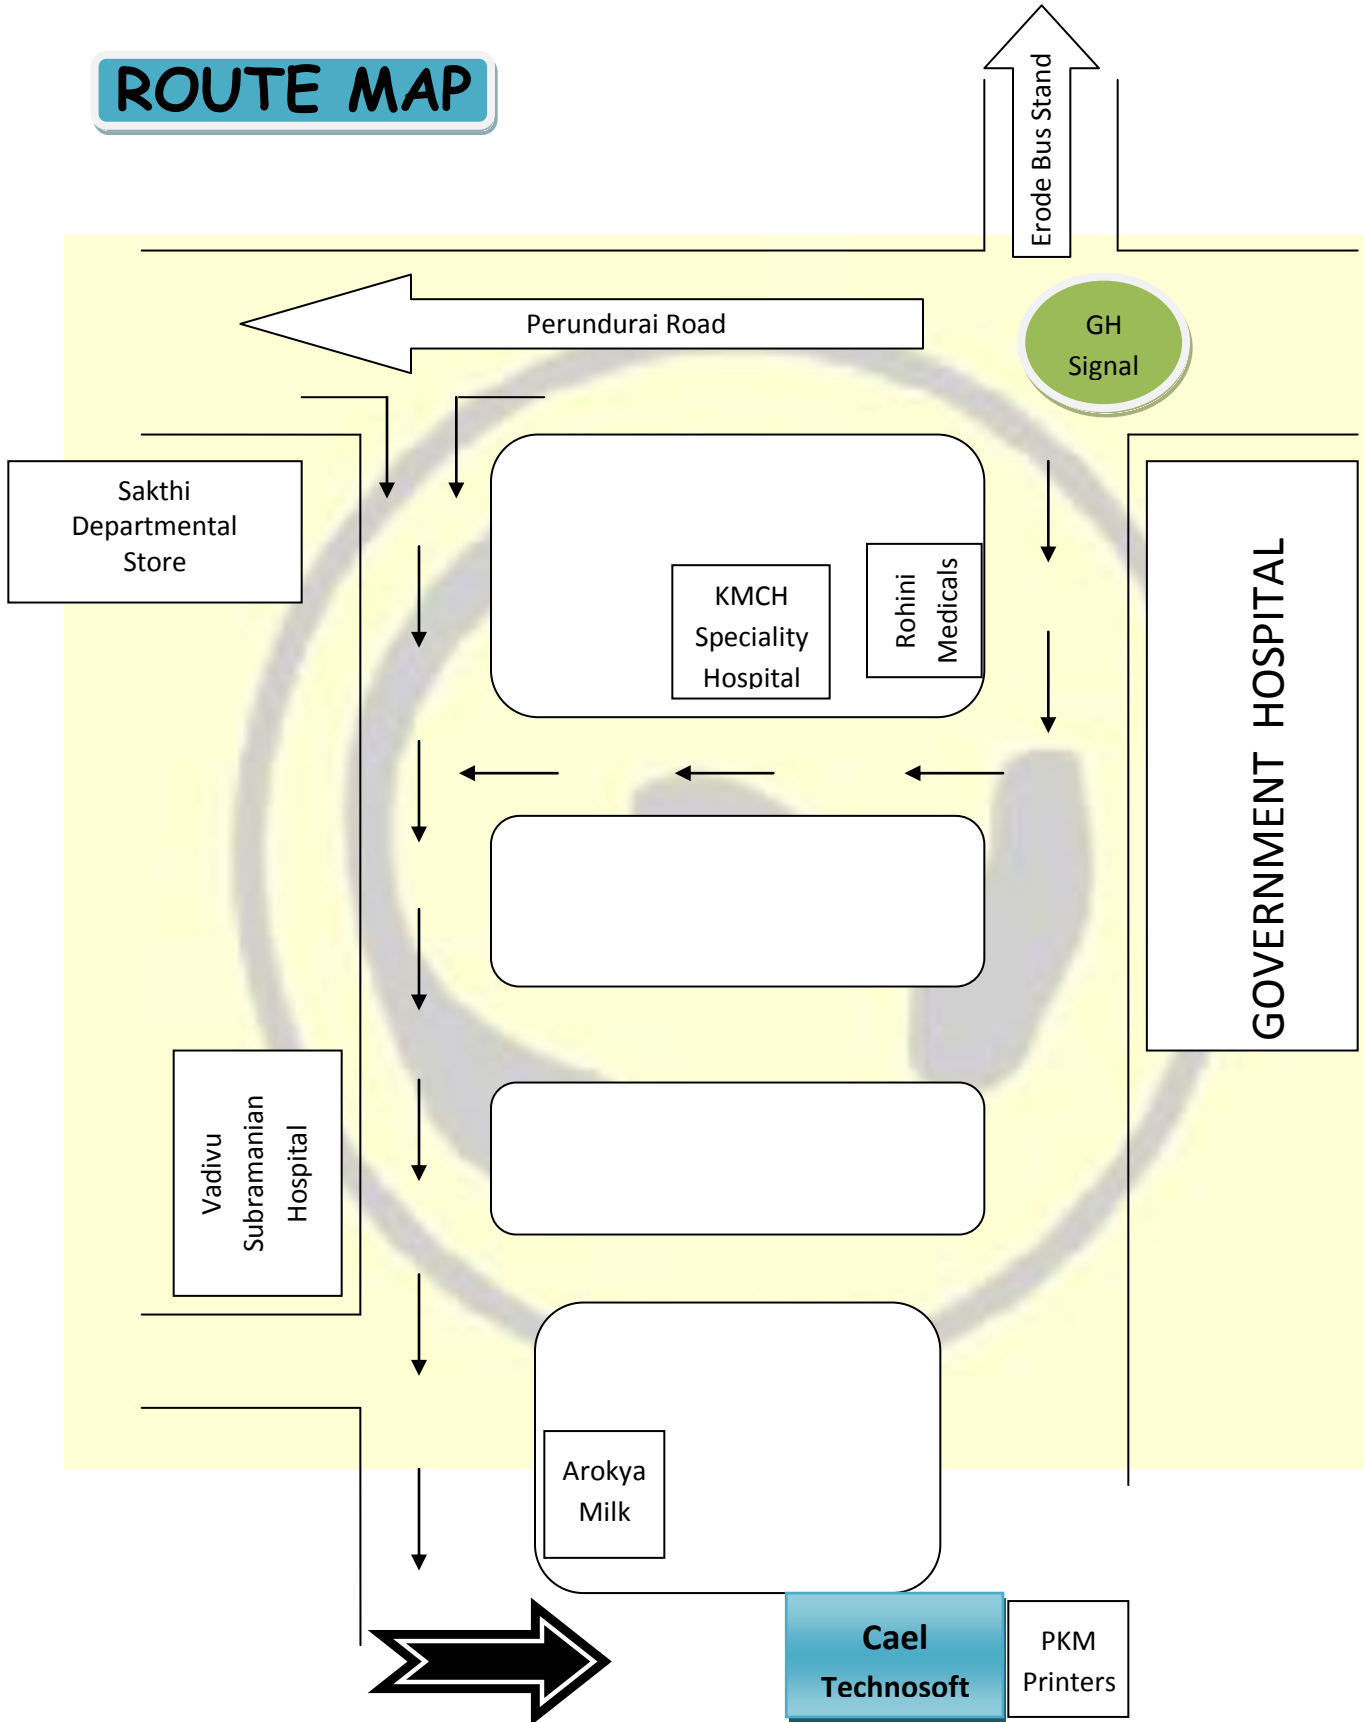 ROUTE MAP
Erode Bus Stand
Perundurai Road
GH
Signal
Sakthi
Departmental
Store
KMCH
Speciality
Hospital
Rohini
Medicals
GOVERNMENT HOSPITAL
Vadivu
Subramanian
Hospital
Arokya
Milk
Cael
Technosoft
PKM
Printers